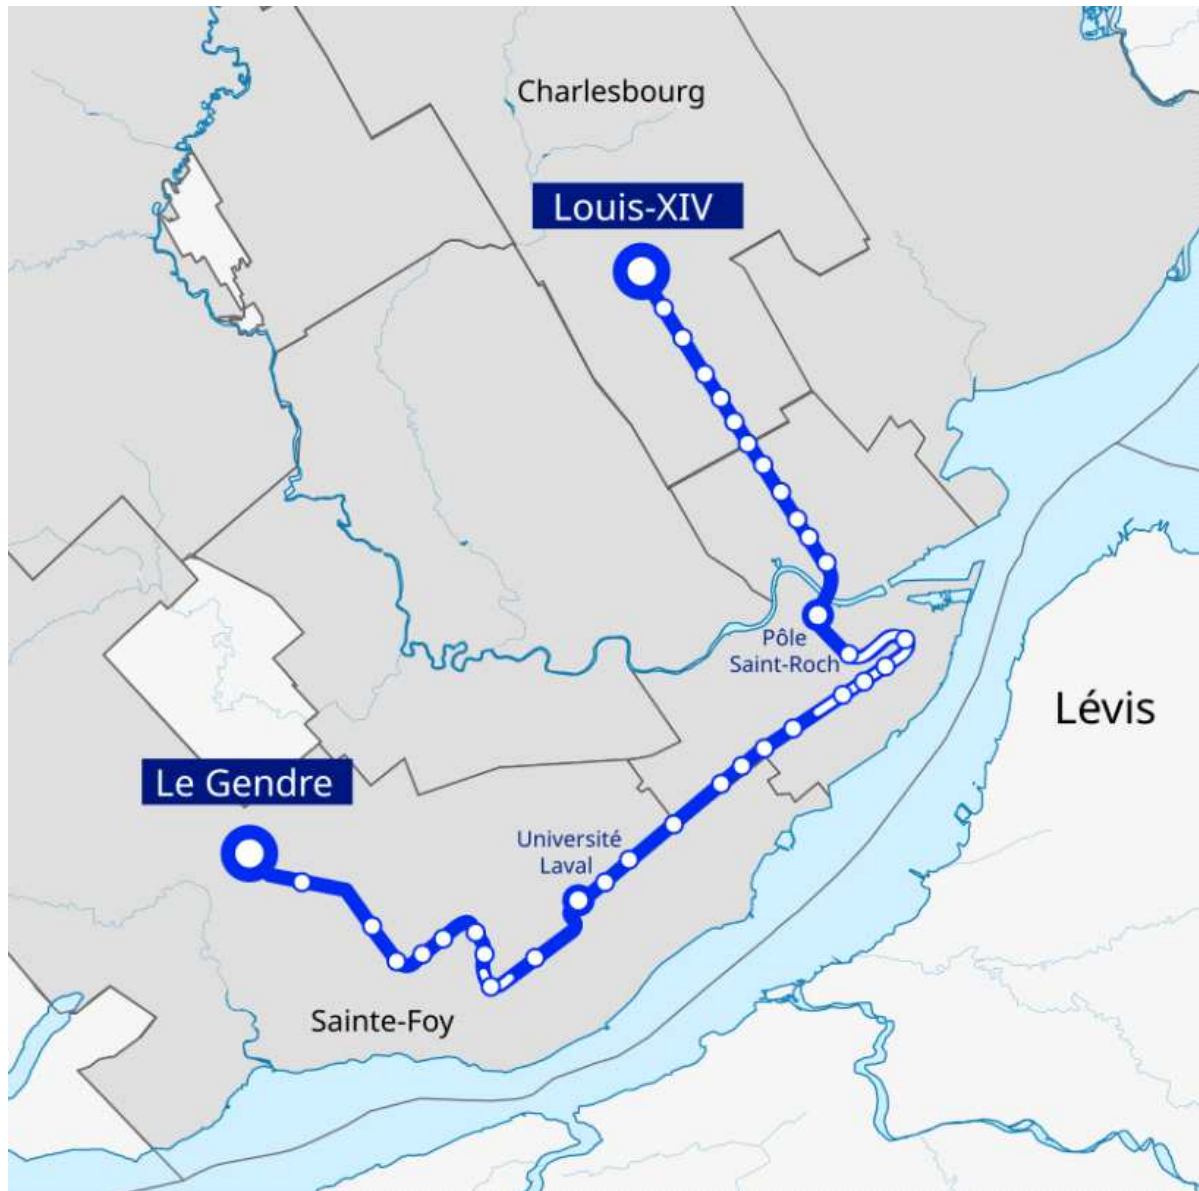 Charlesbourg
Louis-XIV
Pôle
Saint-Roch
Lévis
Le Gendre
Université
Laval
Sainte-Foy